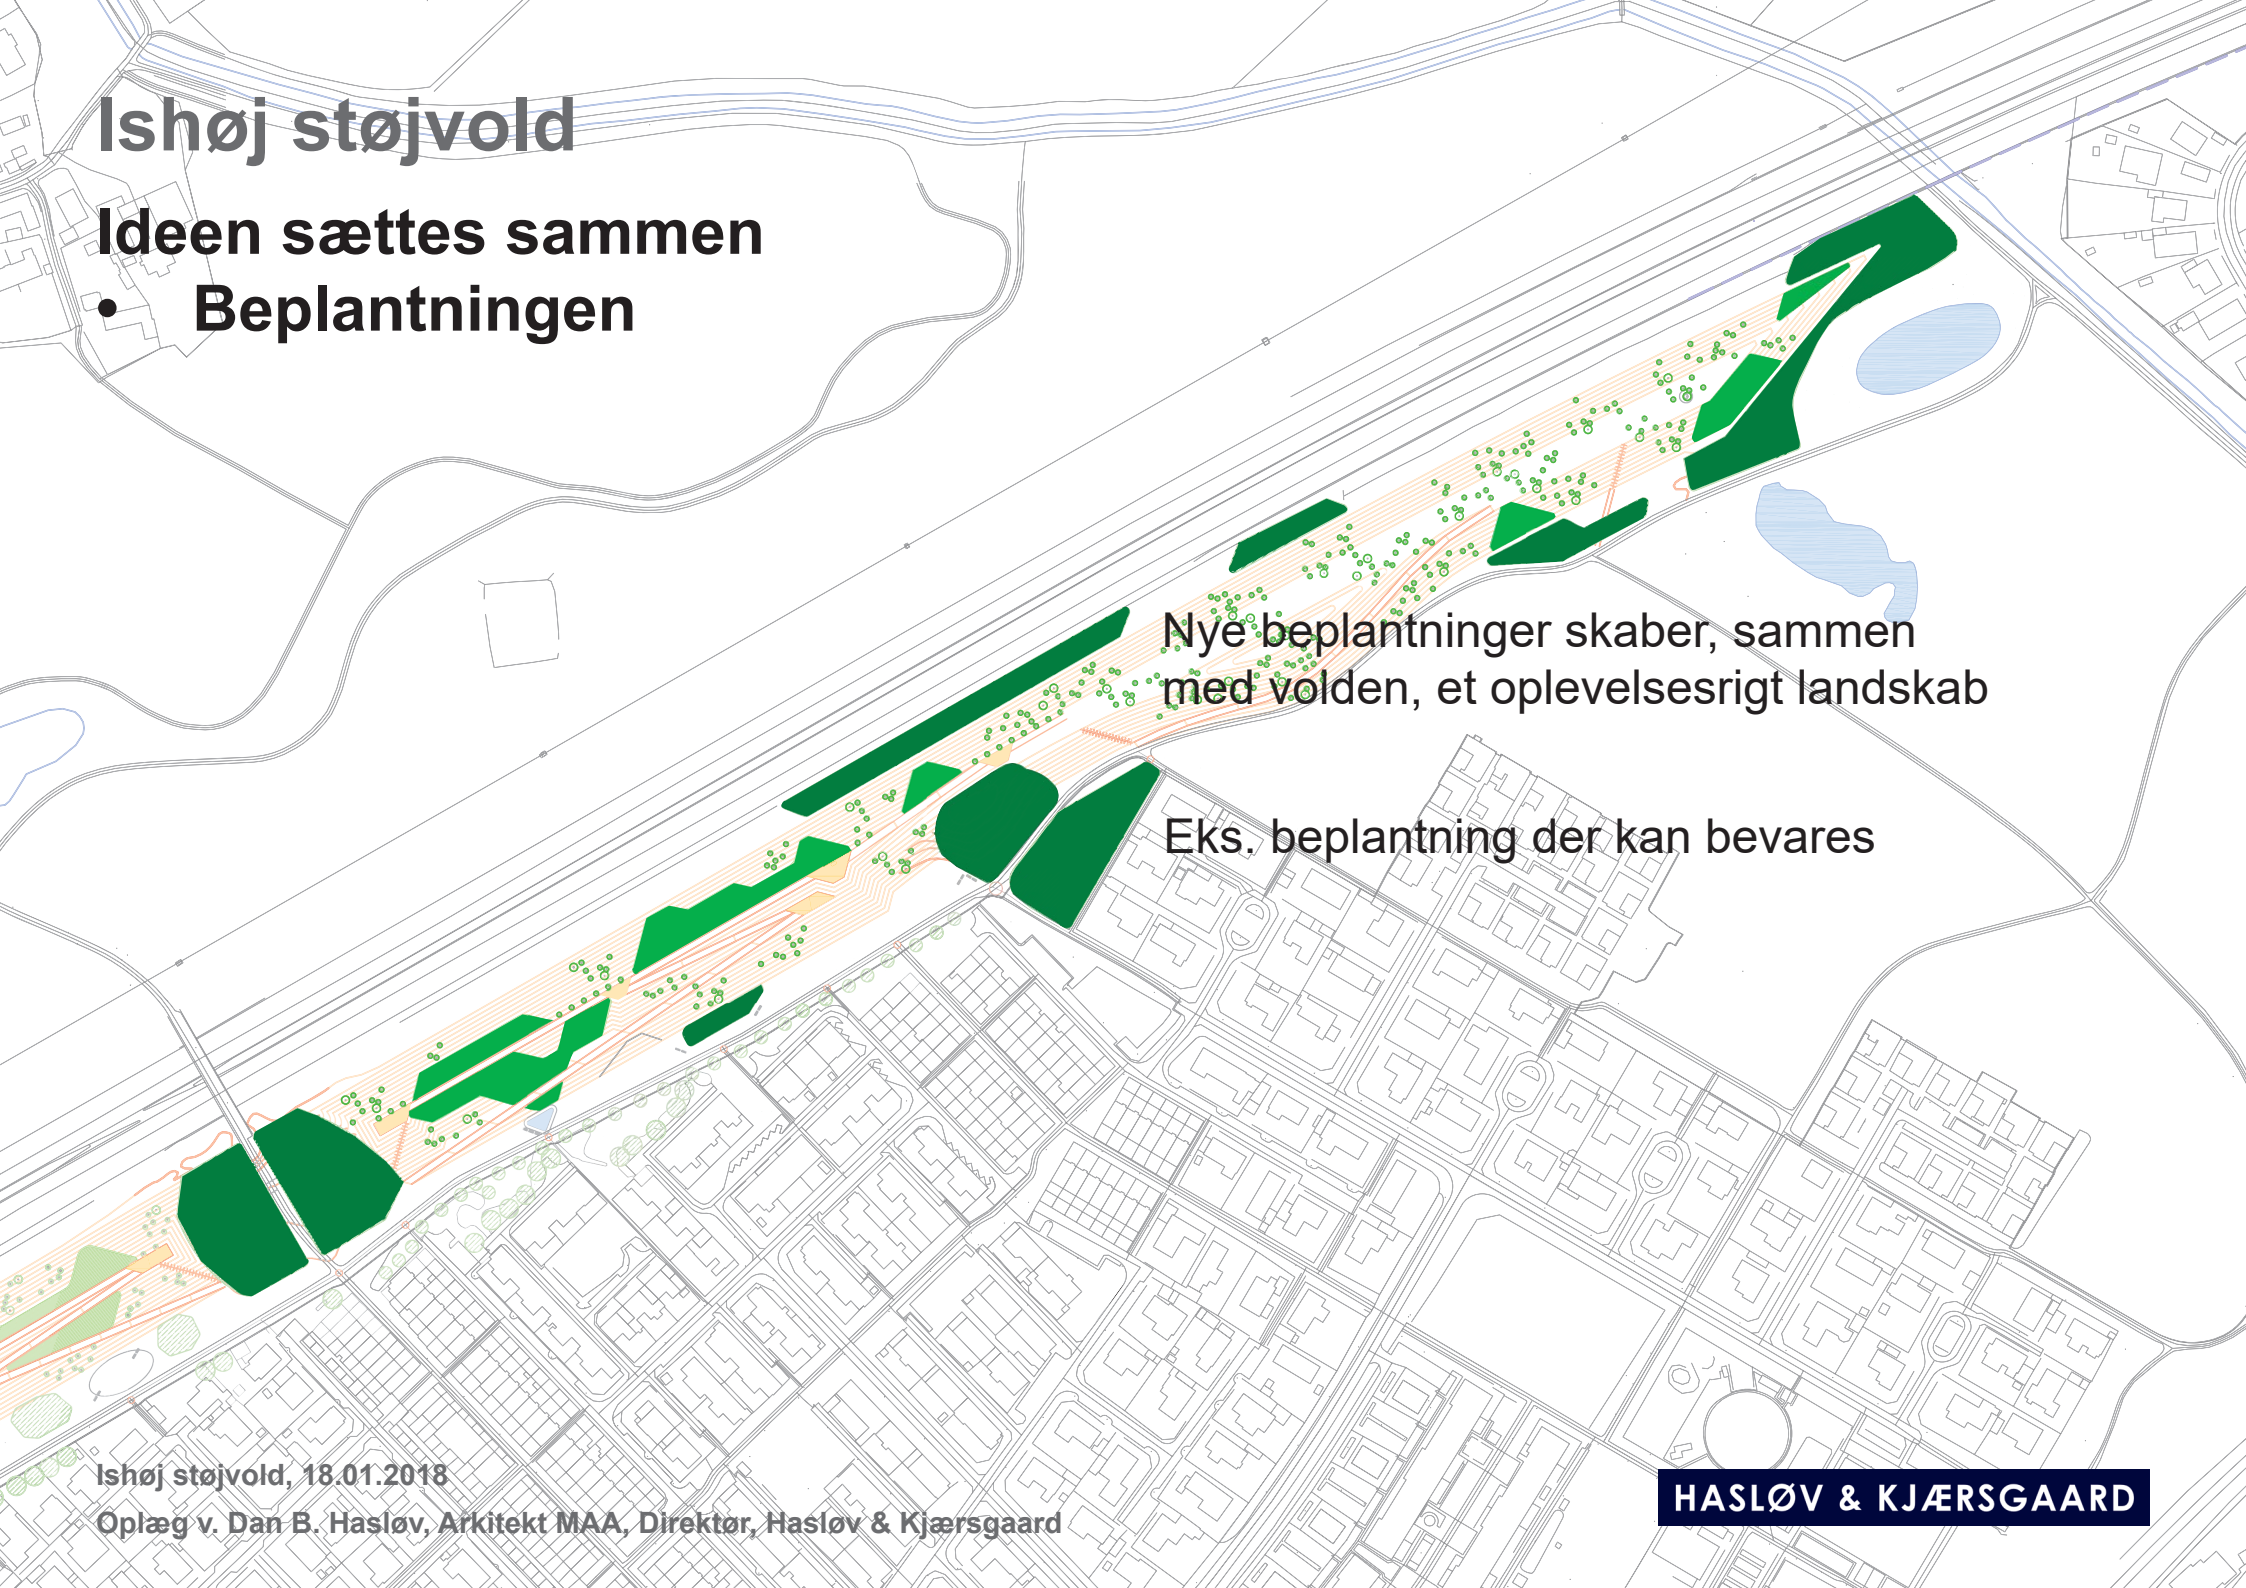 Ishøj støjvold
Ideen sættes sammen
• Beplantningen
Nye beplantninger skaber, sammen
med volden, et oplevelsesrigt landskab
Eks. beplantning der kan bevares
Ishøj støjvold, 18.01.2018
Oplæg v. Dan B. Hasløv, Arkitekt MAA, Direktør, Hasløv & Kjærsgaard
HASLØV & KJÆRSGAARD